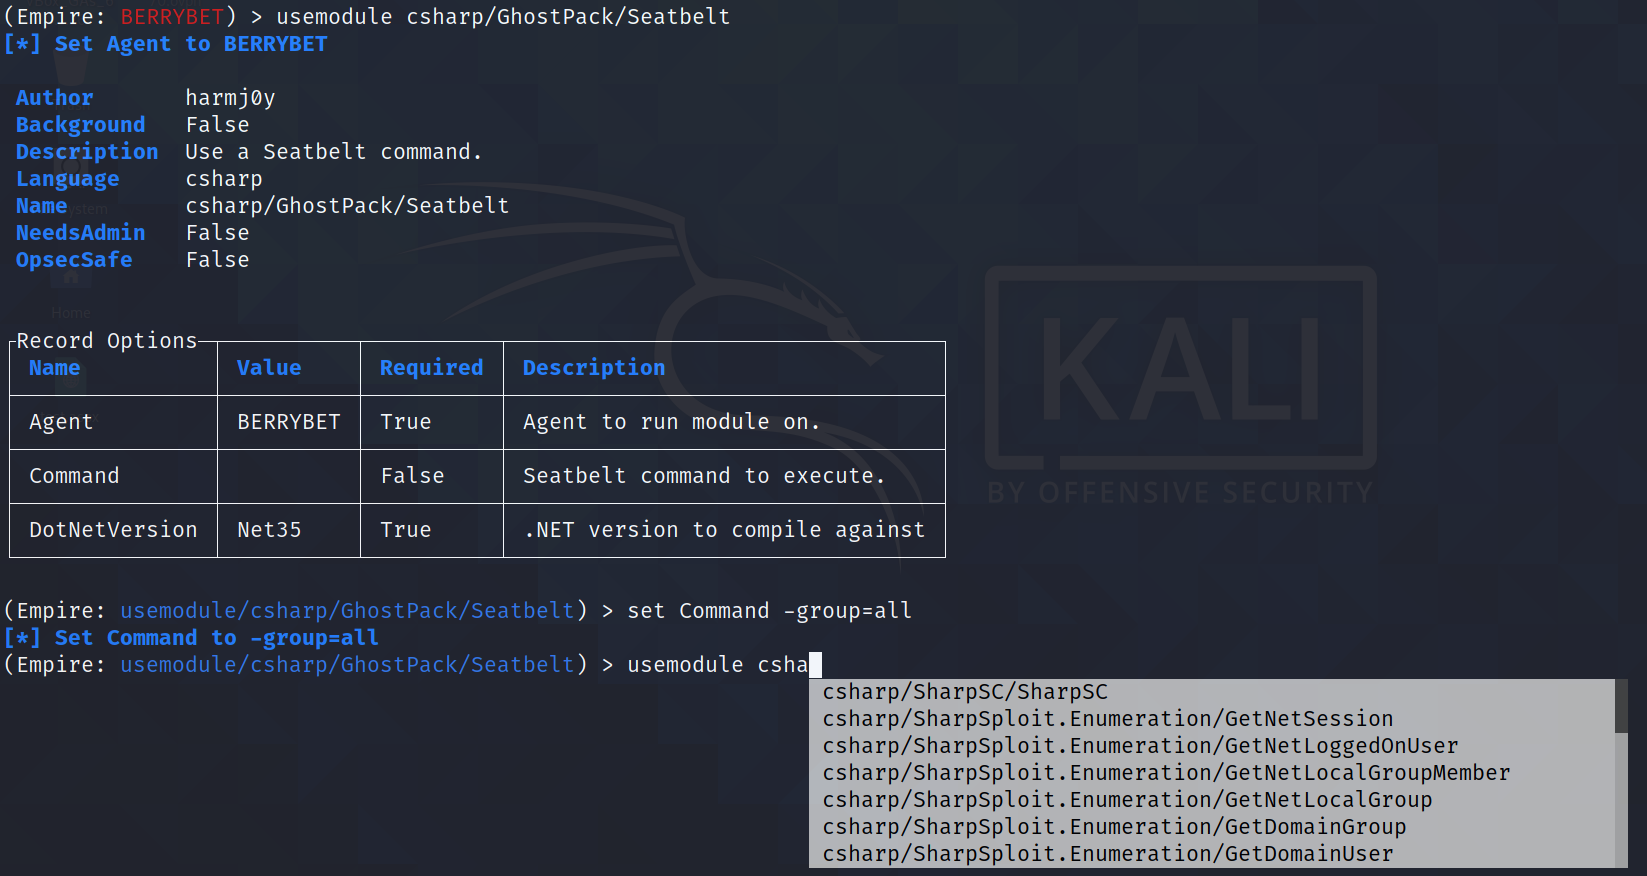 (Empire: BERRYBET) > usemodule csharp/GhostPack/Seatbelt
[*] Set Agent to BERRYBET
Author harmj0y
Background False
Description Use a Seatbelt command.
Language csharp
Name csharp/GhostPack/Seatbelt
NeedsAdmin False
OpsecSafe False
Home
Record Options
Name Value Required Description
Agent BERRYBET True Agent to run module on.
Command False Seatbelt command to execute.
DotNetVersion Net35 True .NET version to compile against
KALI
BY OFFENSIVE SECURITY
(Empire: usemodule/csharp/GhostPack/Seatbelt) > set Command -group=all
[*] Set Command to -group=all
(Empire: usemodule/csharp/GhostPack/Seatbelt) > usemodule csha
csharp/SharpSC/SharpSC
csharp/SharpSploit.Enumeration/GetNetSession
csharp/SharpSploit.Enumeration/GetNetLoggedOnUser
csharp/SharpSploit.Enumeration/GetNetLocalGroupMember
csharp/SharpSploit.Enumeration/GetNetLocalGroup
csharp/SharpSploit.Enumeration/GetDomainGroup
csharp/SharpSploit.Enumeration/GetDomainUser